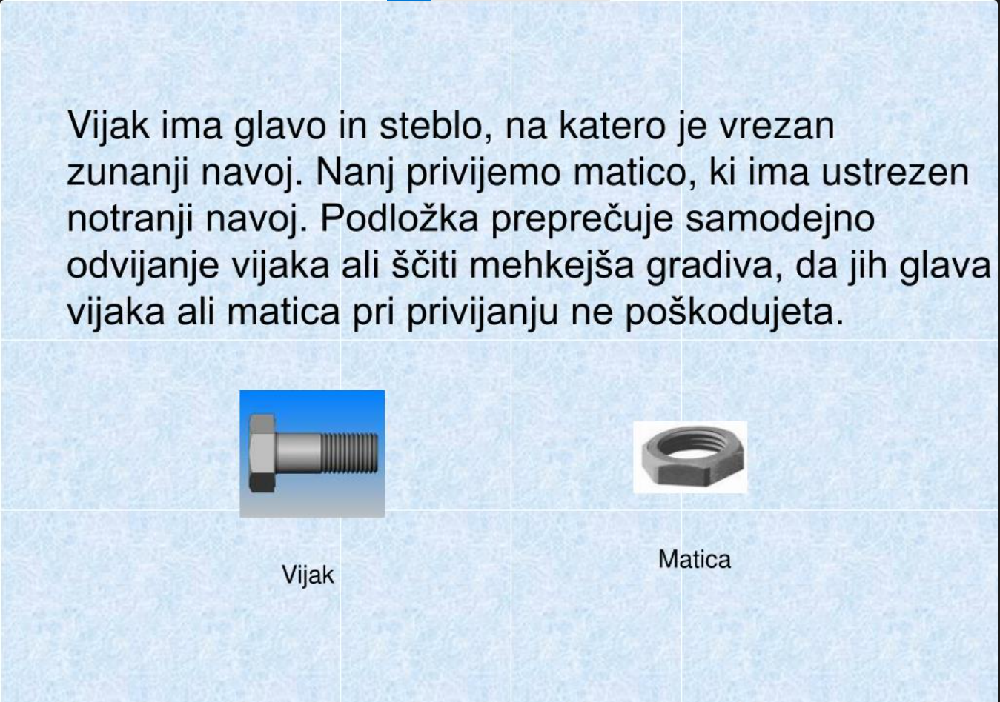 Vijak ima glavo in steblo, na katero je vrezan
zunanji navoj. Nanj privijemo matico, ki ima ustrezen
notranji navoj. Podložka preprečuje samodejno
odvijanje vijaka ali ščiti mehkejša gradiva, da jih glava
vijaka ali matica pri privijanju ne poškodujeta.
Matica
Vijak